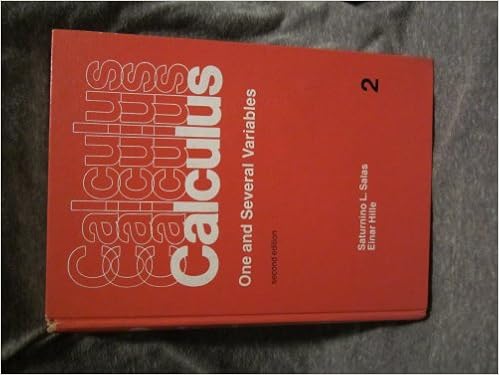 Calculus
Calculus
Calculus
Calculus
One and Several Variables
second edition
Saturnino L. Salas
Einar Hille
2